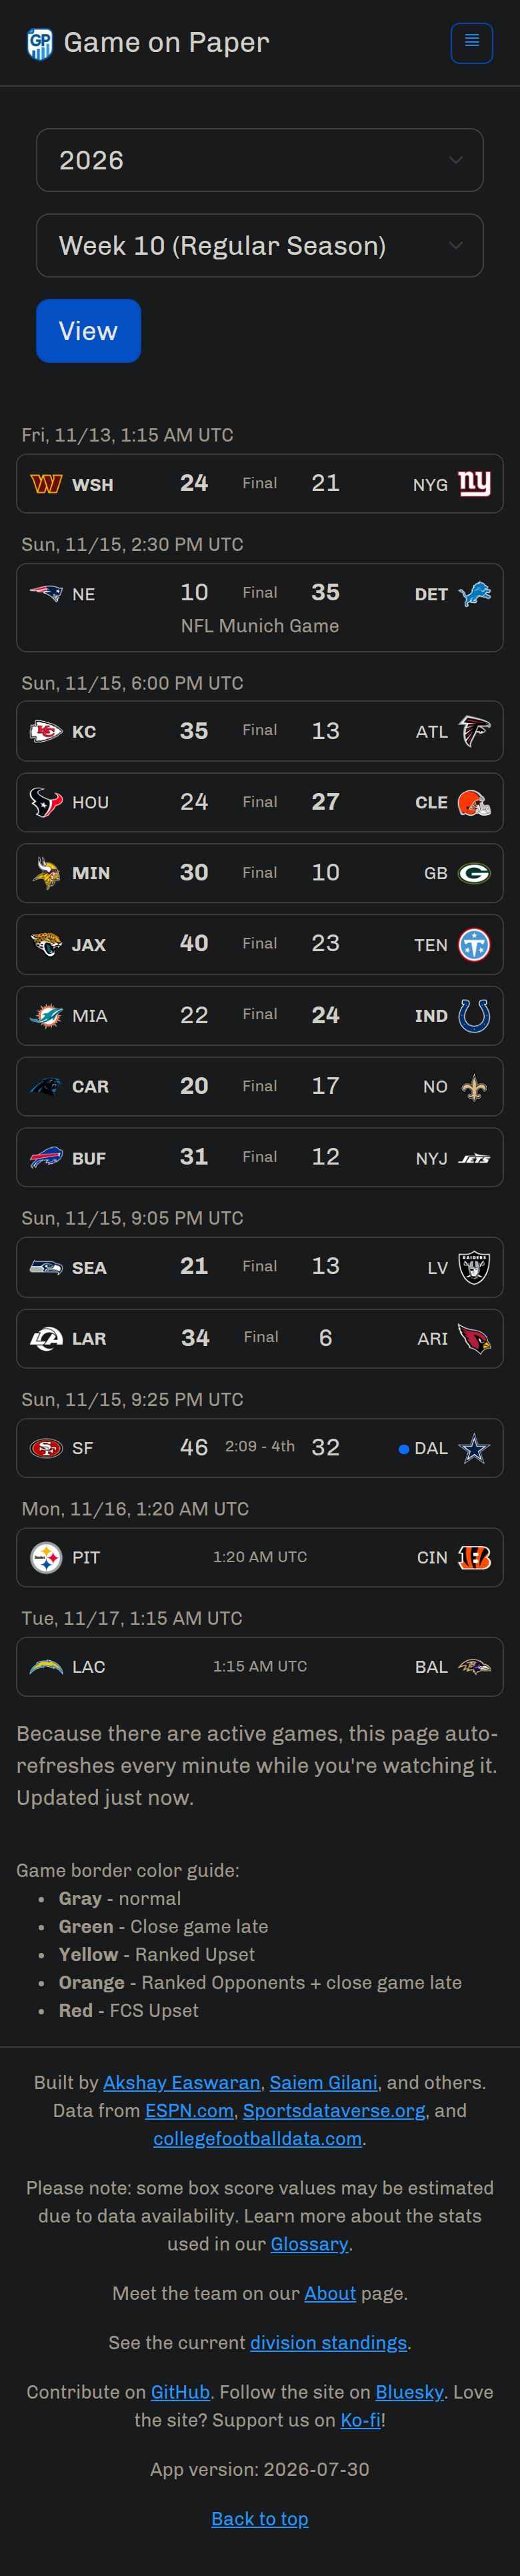 GP Game on Paper
2026
Week 10 (Regular Season)
View
Fri, 11/13, 1:15 AM UTC
WSH 24 Final 21 NYG ny
Sun, 11/15, 2:30 PM UTC
NE 10 Final 35 DET
NFL Munich Game
Sun, 11/15, 6:00 PM UTC
KC 35 Final 13 ATL
HOU 24 Final 27 CLE
MIN 30 Final 10 GB G
JAX 40 Final 23 TEN T
MIA 22 Final 24 IND
CAR 20 Final 17 NO
BUF 31 Final 12 NYJ JETS
Sun, 11/15, 9:05 PM UTC
SEA 21 Final 13 LV RAIDERS
LA LAR 34 Final 6 ARI
Sun, 11/15, 9:25 PM UTC
SF SF 46 2:09 - 4th 32 DAL
Mon, 11/16, 1:20 AM UTC
Steelers PIT 1:20 AM UTC CIN B
Tue, 11/17, 1:15 AM UTC
LAC 1:15 AM UTC BAL
Because there are active games, this page auto-
refreshes every minute while you're watching it.
Updated just now.
Game border color guide:
• Gray - normal
• Green - Close game late
• Yellow - Ranked Upset
• Orange - Ranked Opponents + close game late
• Red - FCS Upset
Built by Akshay Easwaran, Saiem Gilani, and others.
Data from ESPN.com, Sportsdataverse.org, and
collegefootballdata.com.
Please note: some box score values may be estimated
due to data availability. Learn more about the stats
used in our Glossary.
Meet the team on our About page.
See the current division standings.
Contribute on GitHub. Follow the site on Bluesky. Love
the site? Support us on Ko-fi!
App version: 2026-07-30
Back to top